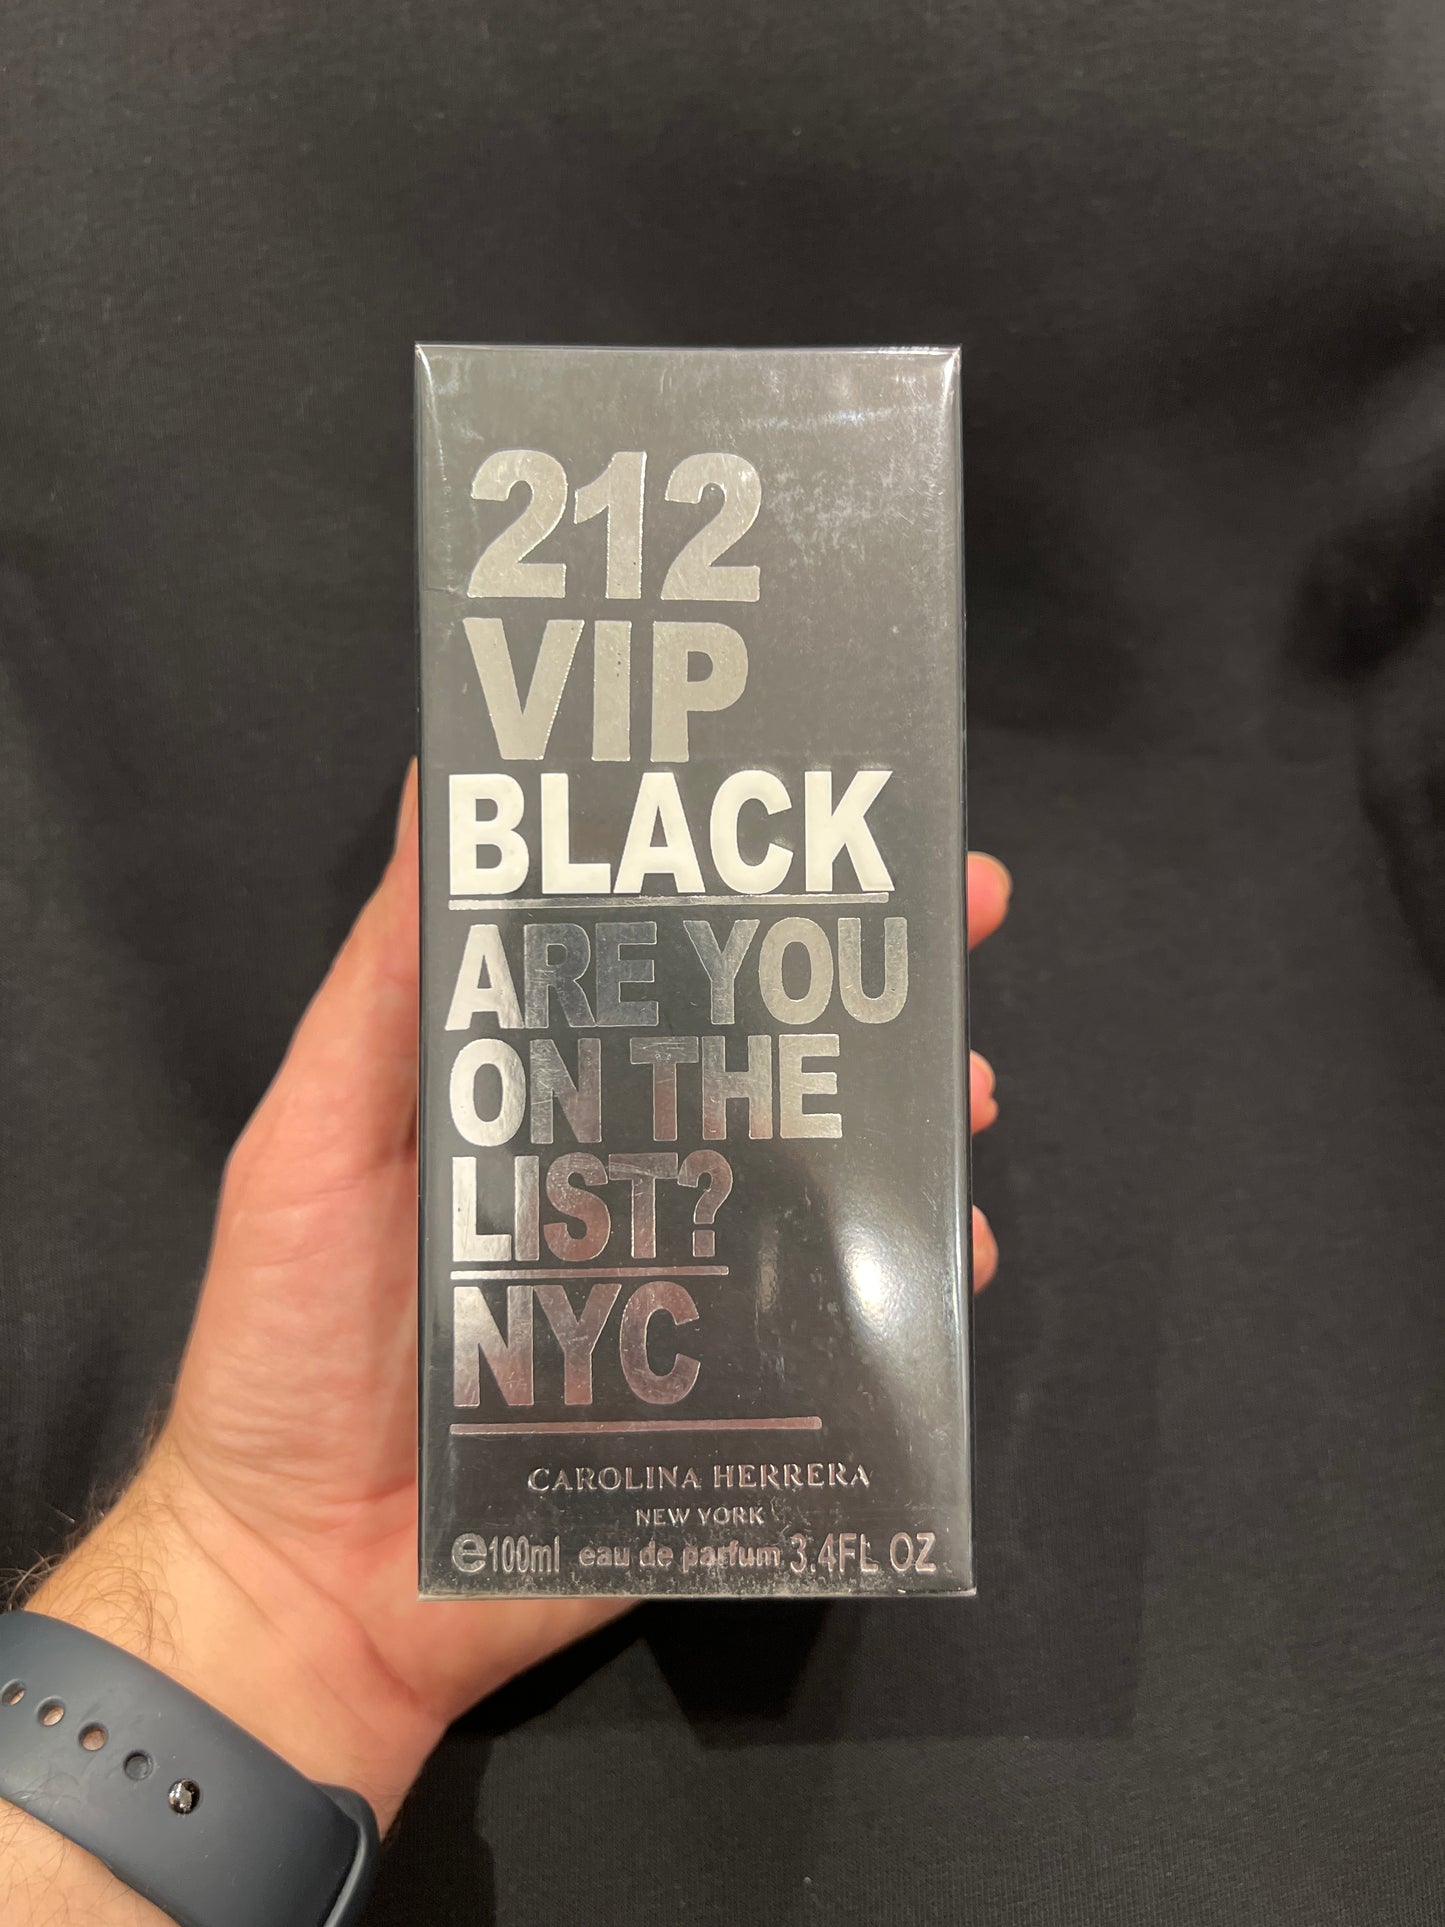 212
VIP
BLACK
ARE YOU
ON THE
LIST?
NYC
CAROLINA HERRERA
NEW YORK
e100ml eau de parfum 3.4FL OZ